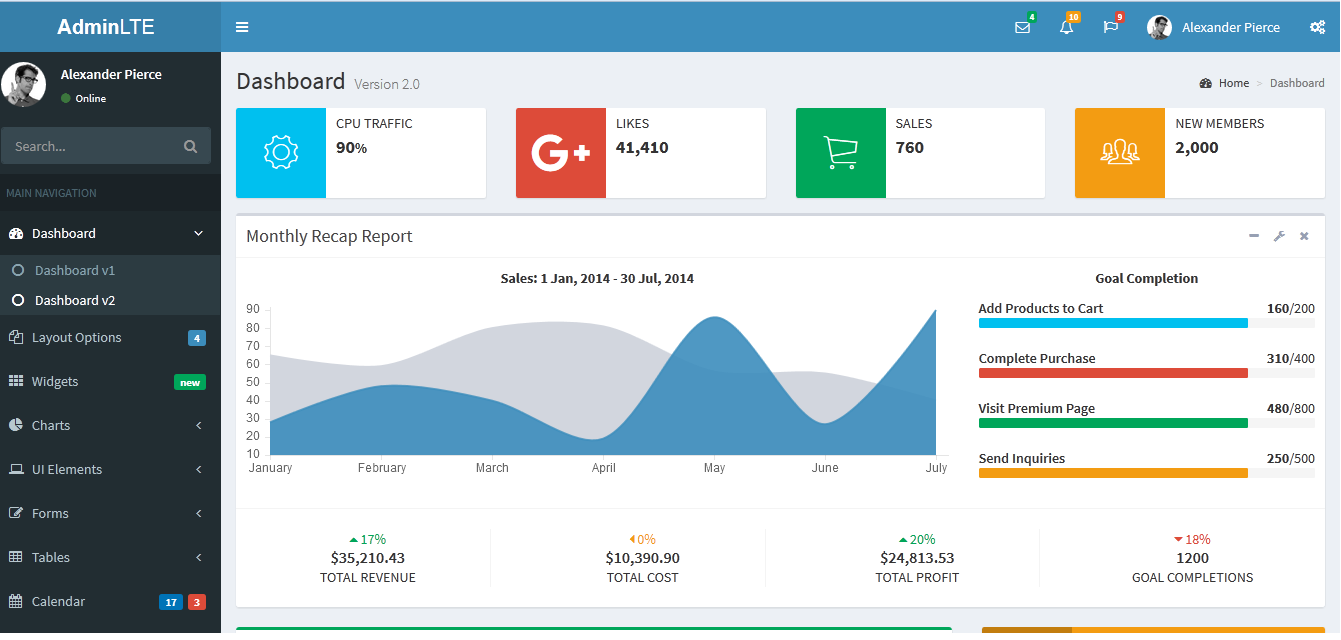 AdminLTE
4
10
9
Alexander Pierce
Alexander Pierce
Online
Search...
MAIN NAVIGATION
Dashboard
Dashboard v1
Dashboard v2
Layout Options 4
Widgets new
Charts
UI Elements
Forms
Tables
Calendar 17 3
Dashboard Version 2.0
Home > Dashboard
CPU TRAFFIC
90%
G+
LIKES
41,410
SALES
760
NEW MEMBERS
2,000
Monthly Recap Report
Sales: 1 Jan, 2014 - 30 Jul, 2014
90
80
70
60
50
40
30
20
10
January February March April May June July
Goal Completion
Add Products to Cart 160/200
Complete Purchase 310/400
Visit Premium Page 480/800
Send Inquiries 250/500
17%
$35,210.43
TOTAL REVENUE
0%
$10,390.90
TOTAL COST
20%
$24,813.53
TOTAL PROFIT
18%
1200
GOAL COMPLETIONS